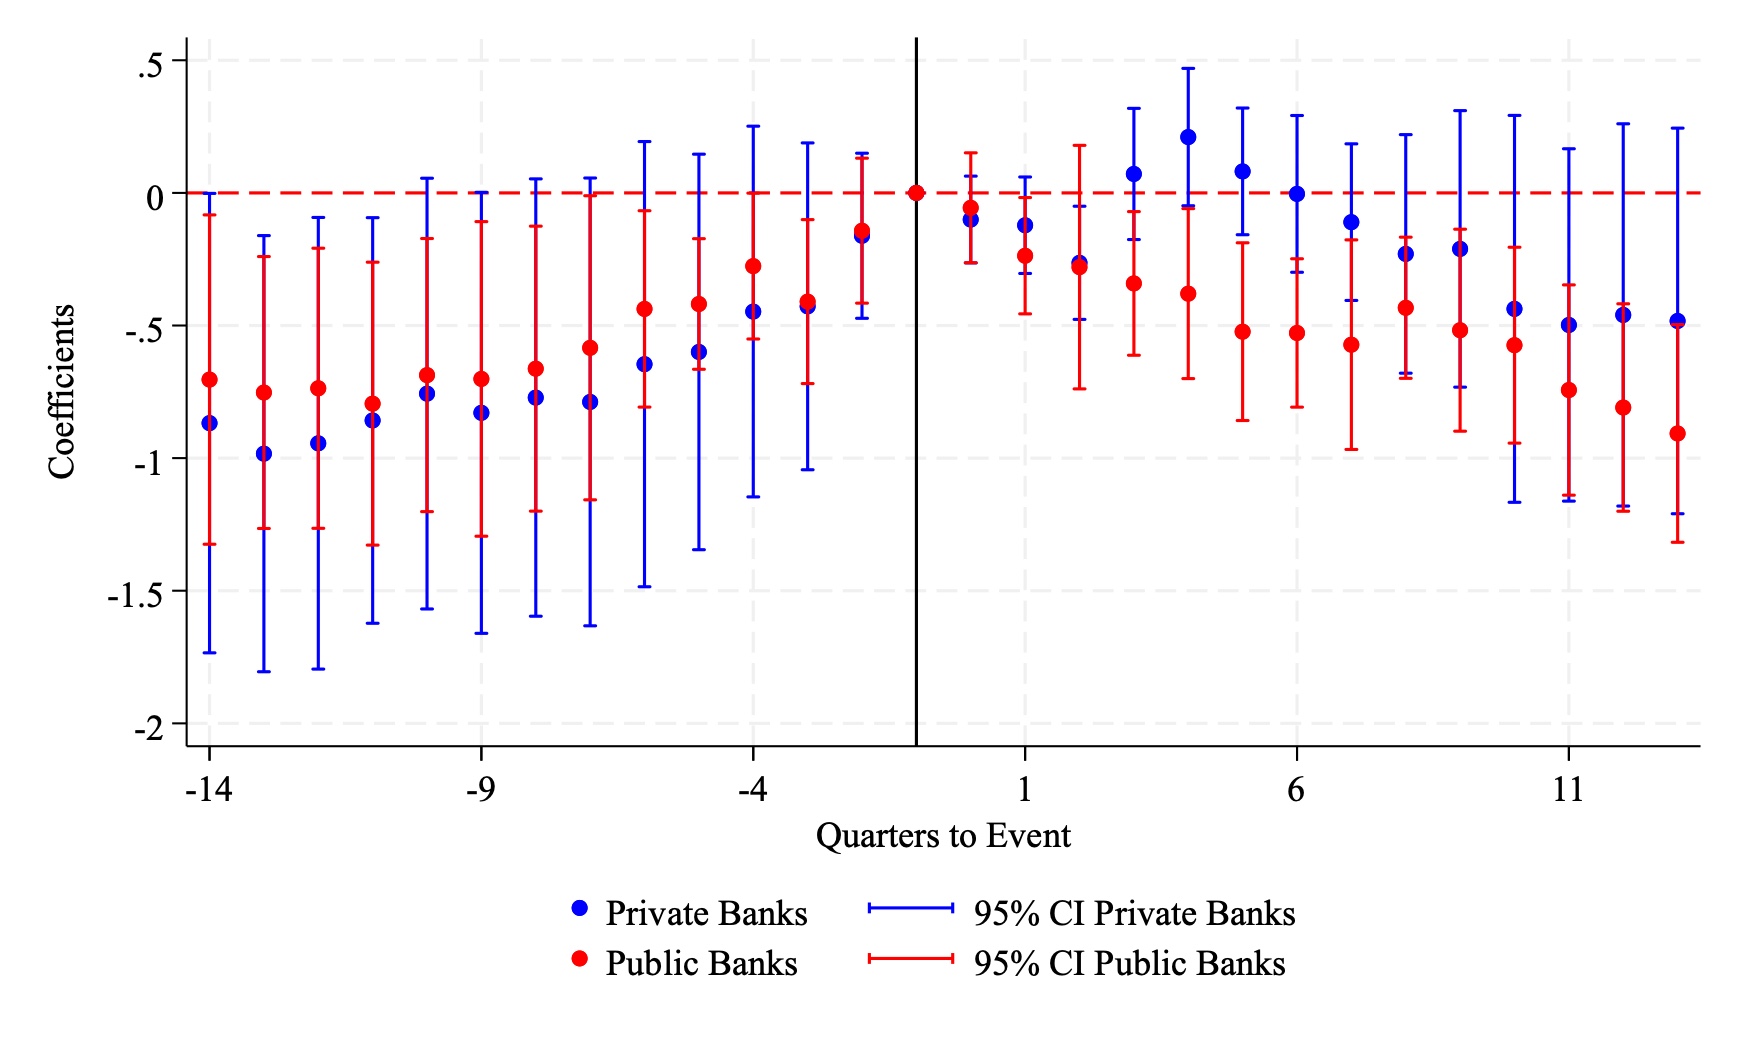 .5
0
-.5
-1
-1.5
-2
Coefficients
-14
-9
-4
1
6
11
Quarters to Event
Private Banks
95% CI Private Banks
Public Banks
95% CI Public Banks